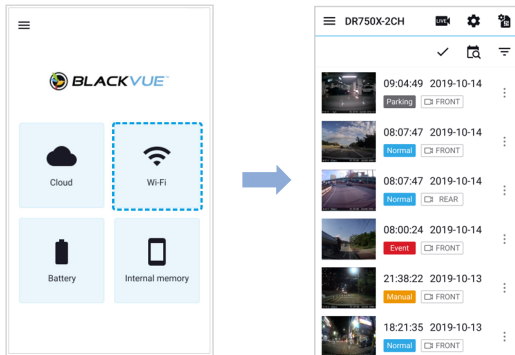 BLACKVUE
Cloud
Wi-Fi
Battery
Internal memory
DR750X-2CH
LIVE
09:04:49 2019-10-14
Parking FRONT
08:07:47 2019-10-14
Normal FRONT
08:07:47 2019-10-14
Normal REAR
08:00:24 2019-10-14
Event FRONT
21:38:22 2019-10-13
Manual FRONT
18:21:35 2019-10-13
Normal FRONT